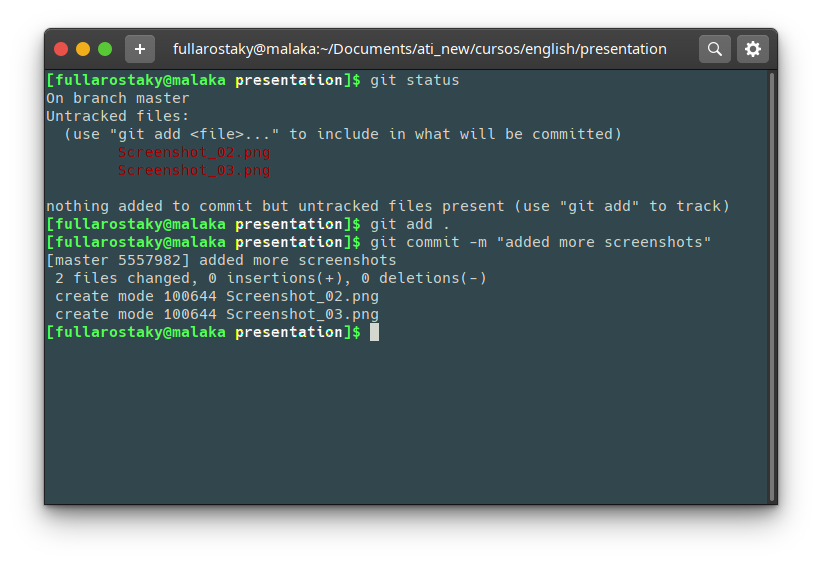 fullarostaky@malaka:~/Documents/ati_new/cursos/english/presentation
[fullarostaky@malaka presentation]$ git status
On branch master
Untracked files:
  (use "git add <file>..." to include in what will be committed)
        Screenshot_02.png
        Screenshot_03.png

nothing added to commit but untracked files present (use "git add" to track)
[fullarostaky@malaka presentation]$ git add .
[fullarostaky@malaka presentation]$ git commit -m "added more screenshots"
[master 5557982] added more screenshots
 2 files changed, 0 insertions(+), 0 deletions(-)
 create mode 100644 Screenshot_02.png
 create mode 100644 Screenshot_03.png
[fullarostaky@malaka presentation]$